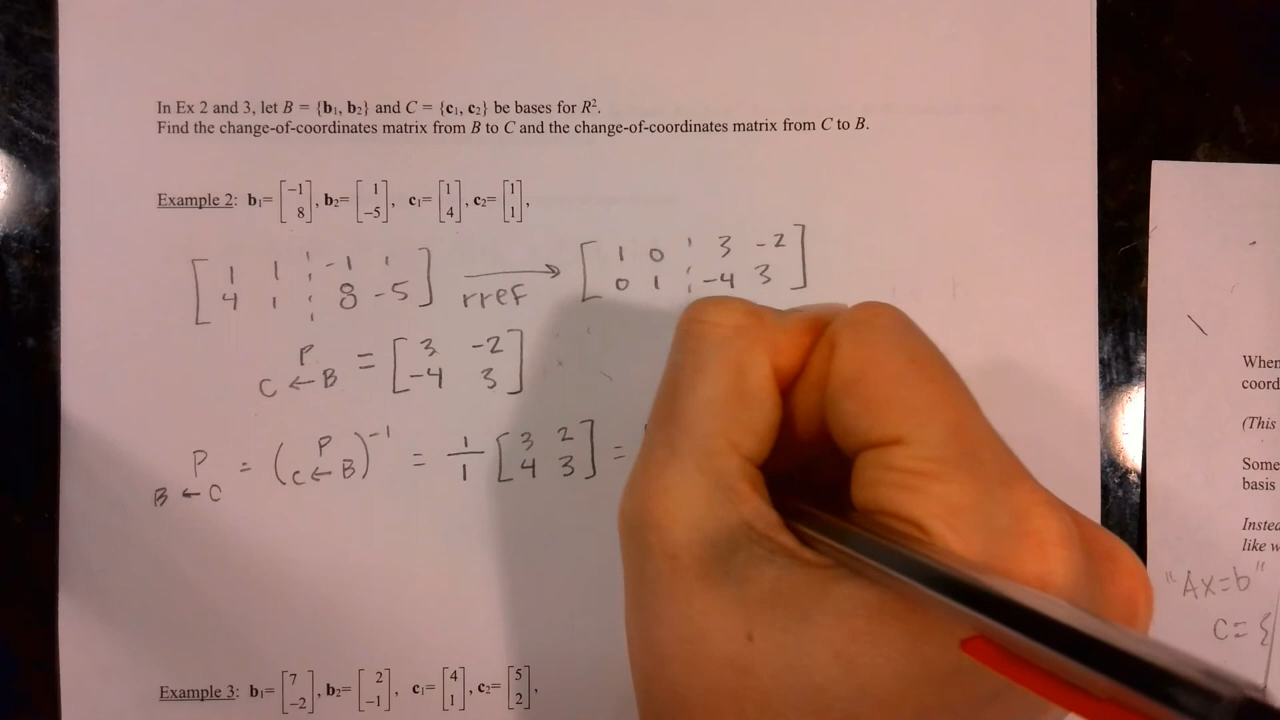 In Ex 2 and 3, let B = {b₁, b₂} and C = {c₁, c₂} be bases for R².
Find the change-of-coordinates matrix from B to C and the change-of-coordinates matrix from C to B.
Example 2: b₁= [−1 8], b₂= [1 −5], c₁= [1 4], c₂= [1 1],
[1 1 ¦ -1 1
4 1 ¦ 8 -5] → rref [1 0 ¦ 3 -2
0 1 ¦ -4 3]
P C←B = [3 -2
-4 3]
P B←C = (P C←B)⁻¹ = 1/1 [3 2
4 3] =
Example 3: b₁= [7 −2], b₂= [2 −1], c₁= [4 1], c₂= [5 2],
When
coord
(This
Some
basis
Instea
like w
"Ax=b"
C = {